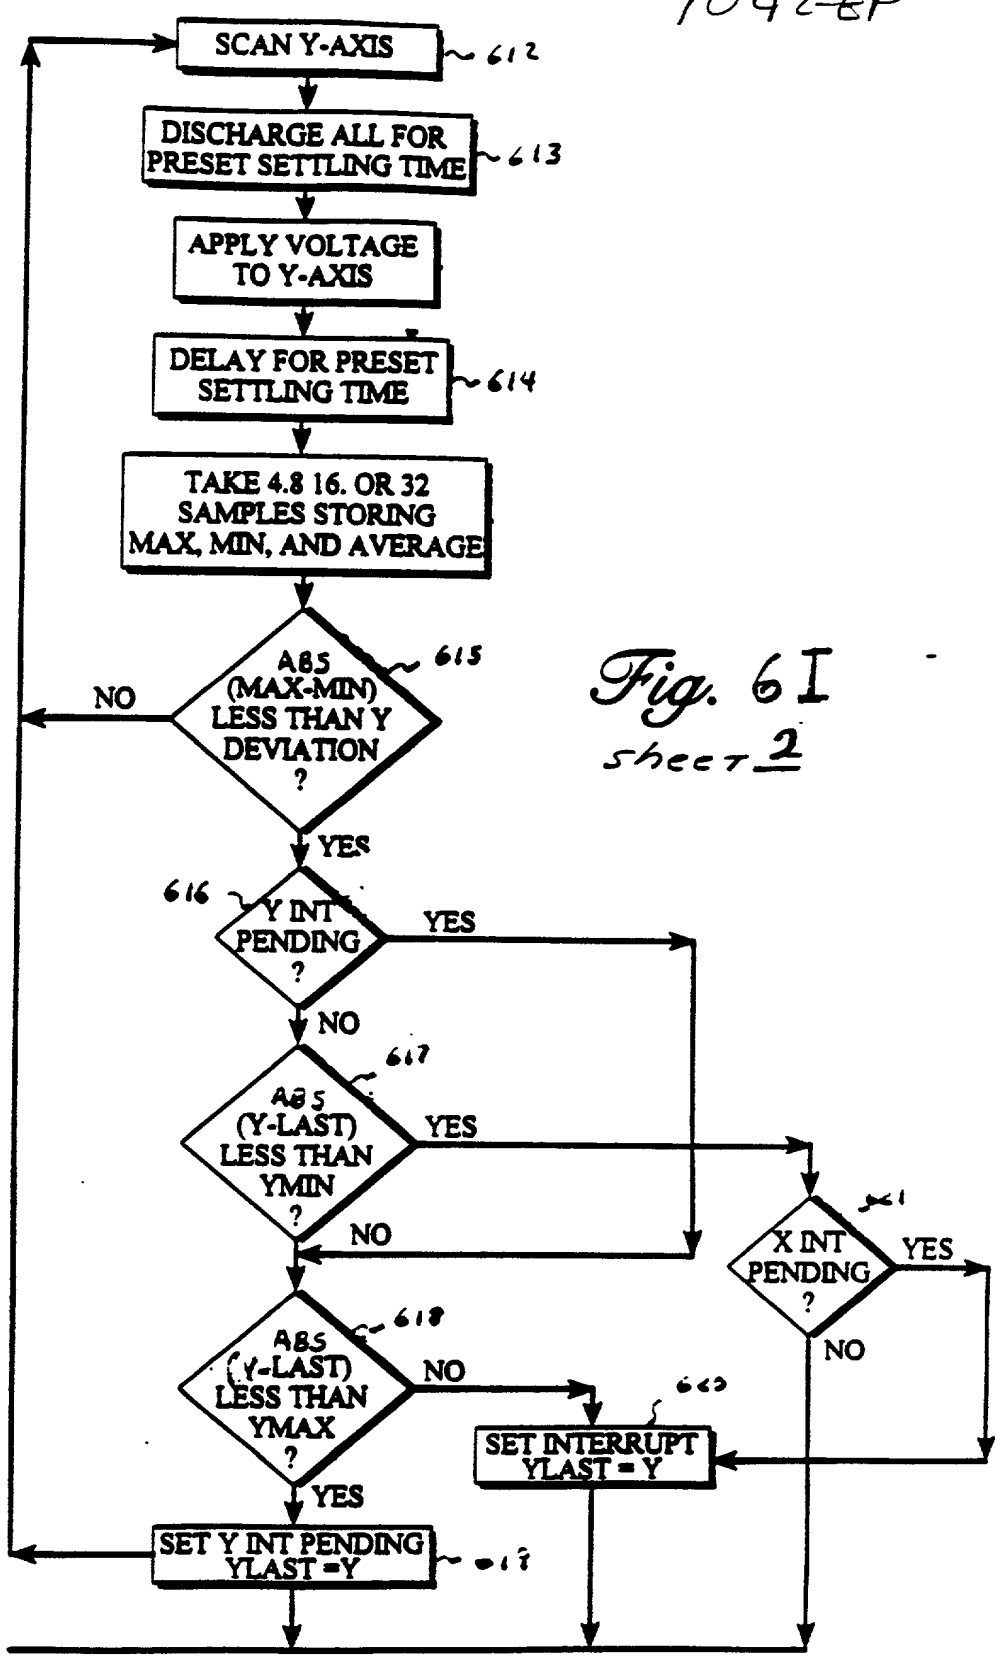 SCAN Y-AXIS
612
DISCHARGE ALL FOR
PRESET SETTLING TIME
613
APPLY VOLTAGE
TO Y-AXIS
DELAY FOR PRESET
SETTLING TIME
614
TAKE 4.8 16. OR 32
SAMPLES STORING
MAX, MIN, AND AVERAGE
ABS
(MAX-MIN)
LESS THAN Y
DEVIATION
?
615
NO
Fig. 6I
sheet 2
YES
616
Y INT
PENDING
?
YES
NO
617
ABS
(Y-LAST)
LESS THAN
YMIN
?
YES
NO
X INT
PENDING
?
YES
NO
618
ABS
(Y-LAST)
LESS THAN
YMAX
?
NO
SET INTERRUPT
YLAST = Y
YES
SET Y INT PENDING
YLAST =Y